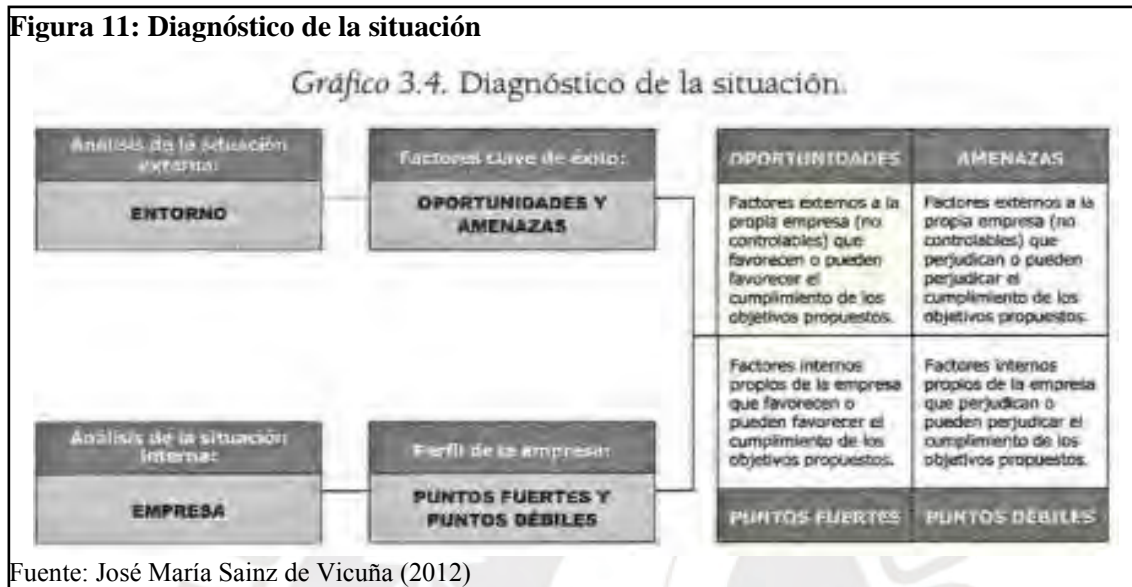 Figura 11: Diagnóstico de la situación
Gráfico 3.4. Diagnóstico de la situación.
Análisis de la situación
externa:
ENTORNO
Factores clave de éxito:
OPORTUNIDADES Y
AMENAZAS
OPORTUNIDADES
Factores externos a la
propia empresa (no
controlables) que
favorecen o pueden
favorecer el
cumplimiento de los
objetivos propuestos.
AMENAZAS
Factores externos a la
propia empresa (no
controlables) que
perjudican o pueden
perjudicar el
cumplimiento de los
objetivos propuestos.
Análisis de la situación
interna:
EMPRESA
Perfil de la empresa:
PUNTOS FUERTES Y
PUNTOS DÉBILES
Factores internos
propios de la empresa
que favorecen o
pueden favorecer el
cumplimiento de los
objetivos propuestos.
PUNTOS FUERTES
Factores internos
propios de la empresa
que perjudican o
pueden perjudicar el
cumplimiento de los
objetivos propuestos.
PUNTOS DÉBILES
Fuente: José María Sainz de Vicuña (2012)